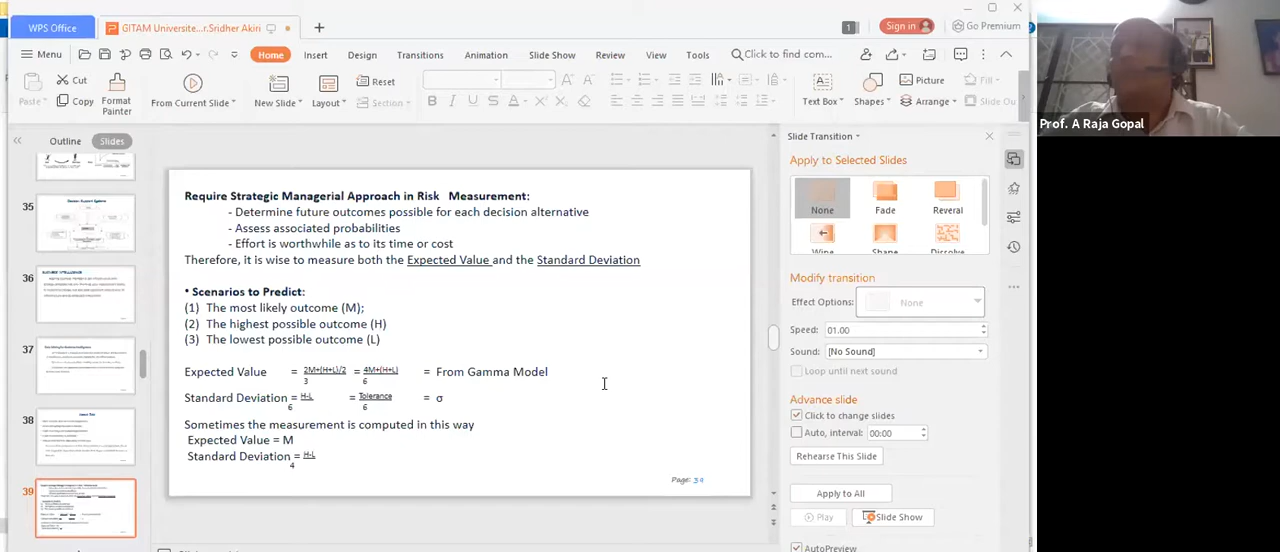 WPS Office
GITAM Universite...r.Sridher Akiri
+
1
Sign in
Go Premium
Menu
Home
Insert
Design
Transitions
Animation
Slide Show
Review
View
Tools
Click to find com...
Paste
Cut
Copy
Format
Painter
From Current Slide
New Slide
Layout
Reset
Section
B I U S A
Text Box
Shapes
Picture
Arrange
Fill
Slide Ou
Prof. A Raja Gopal
Outline
Slides
35
36
37
38
39
Require Strategic Managerial Approach in Risk Measurement:
- Determine future outcomes possible for each decision alternative
- Assess associated probabilities
- Effort is worthwhile as to its time or cost
Therefore, it is wise to measure both the Expected Value and the Standard Deviation
• Scenarios to Predict:
(1) The most likely outcome (M);
(2) The highest possible outcome (H)
(3) The lowest possible outcome (L)
Expected Value = 2M+(H+L)/2 = 4M+(H+L) = From Gamma Model
3 6
Standard Deviation = H-L = Tolerance = σ
6 6
Sometimes the measurement is computed in this way
Expected Value = M
Standard Deviation = H-L
4
Page: 39
Slide Transition
Apply to Selected Slides
None
Fade
Reveral
Wipe
Shape
Dissolve
Modify transition
Effect Options:
None
Speed:
01.00
Sound:
[No Sound]
Loop until next sound
Advance slide
Click to change slides
Auto, interval:
00:00
Rehearse This Slide
Apply to All
Play
Slide Show
AutoPreview